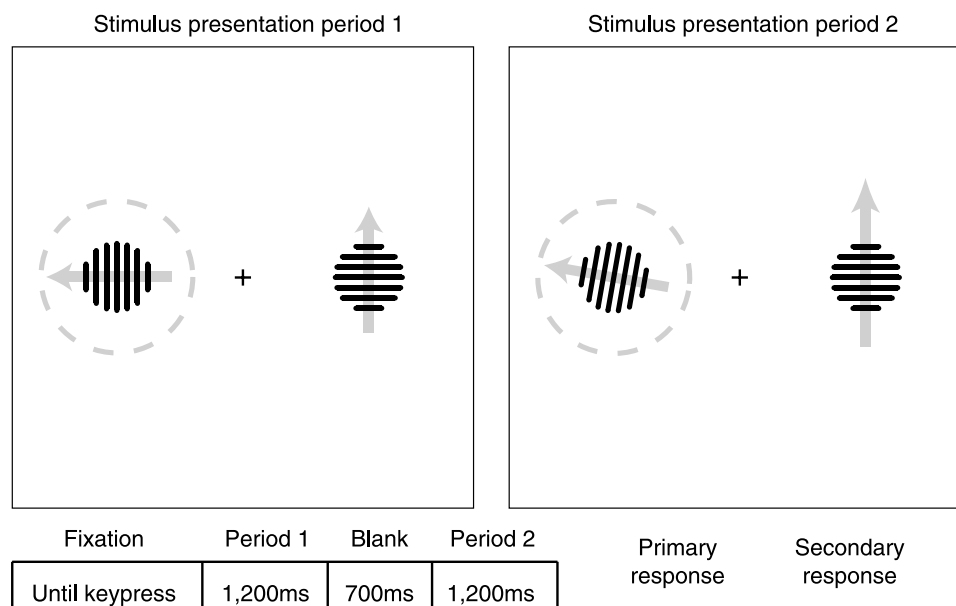 Stimulus presentation period 1
Stimulus presentation period 2
+
+
Fixation Period 1 Blank Period 2
Until keypress 1,200ms 700ms 1,200ms
Primary response
Secondary response